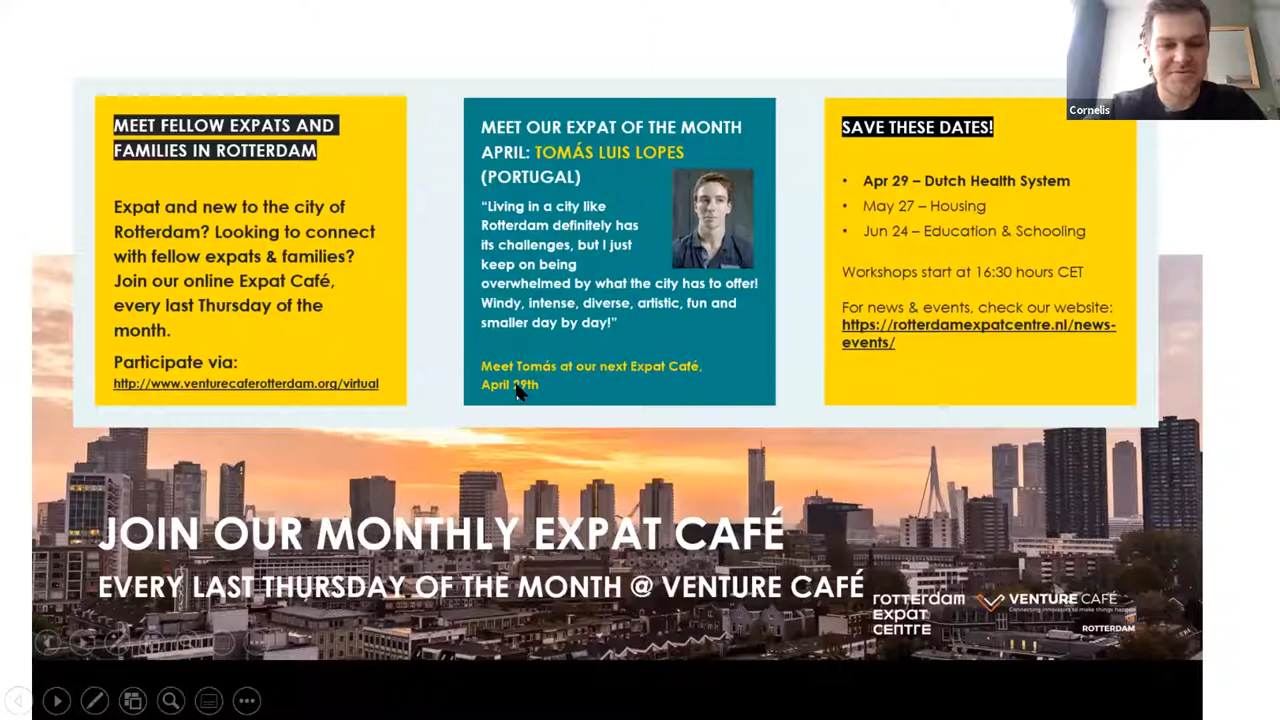 Cornelis
MEET FELLOW EXPATS AND
FAMILIES IN ROTTERDAM
Expat and new to the city of
Rotterdam? Looking to connect
with fellow expats & families?
Join our online Expat Café,
every last Thursday of the
month.
Participate via:
http://www.venturecaferotterdam.org/virtual
MEET OUR EXPAT OF THE MONTH
APRIL: TOMÁS LUIS LOPES
(PORTUGAL)
“Living in a city like
Rotterdam definitely has
its challenges, but I just
keep on being
overwhelmed by what the city has to offer!
Windy, intense, diverse, artistic, fun and
smaller day by day!”
Meet Tomás at our next Expat Café,
April 29th
SAVE THESE DATES!
• Apr 29 – Dutch Health System
• May 27 – Housing
• Jun 24 – Education & Schooling
Workshops start at 16:30 hours CET
For news & events, check our website:
https://rotterdamexpatcentre.nl/news-
events/
JOIN OUR MONTHLY EXPAT CAFÉ
EVERY LAST THURSDAY OF THE MONTH @ VENTURE CAFÉ
rotterdam
expat
centre
VENTURE CAFÉ
Connecting innovators to make things happen
ROTTERDAM